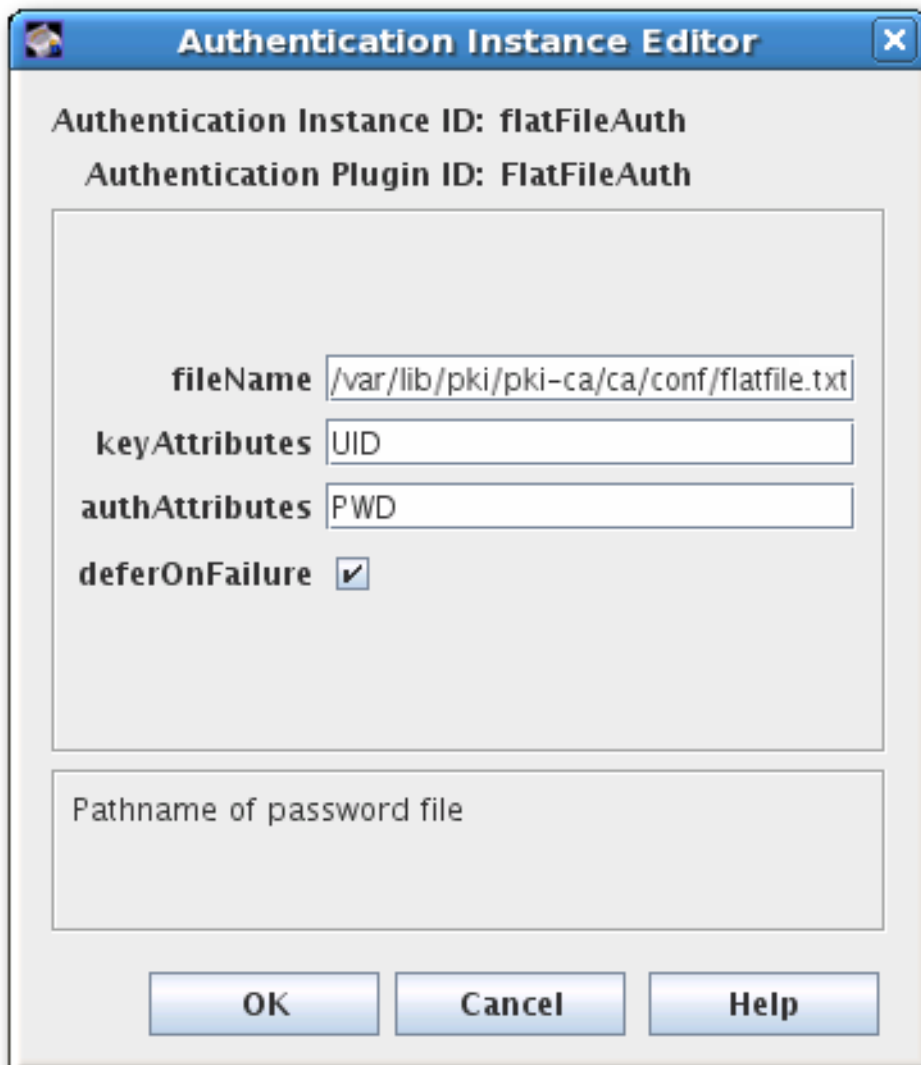 Authentication Instance Editor
Authentication Instance ID: flatFileAuth
Authentication Plugin ID: FlatFileAuth
fileName /var/lib/pki/pki-ca/ca/conf/flatfile.txt
keyAttributes UID
authAttributes PWD
deferOnFailure
Pathname of password file
OK Cancel Help